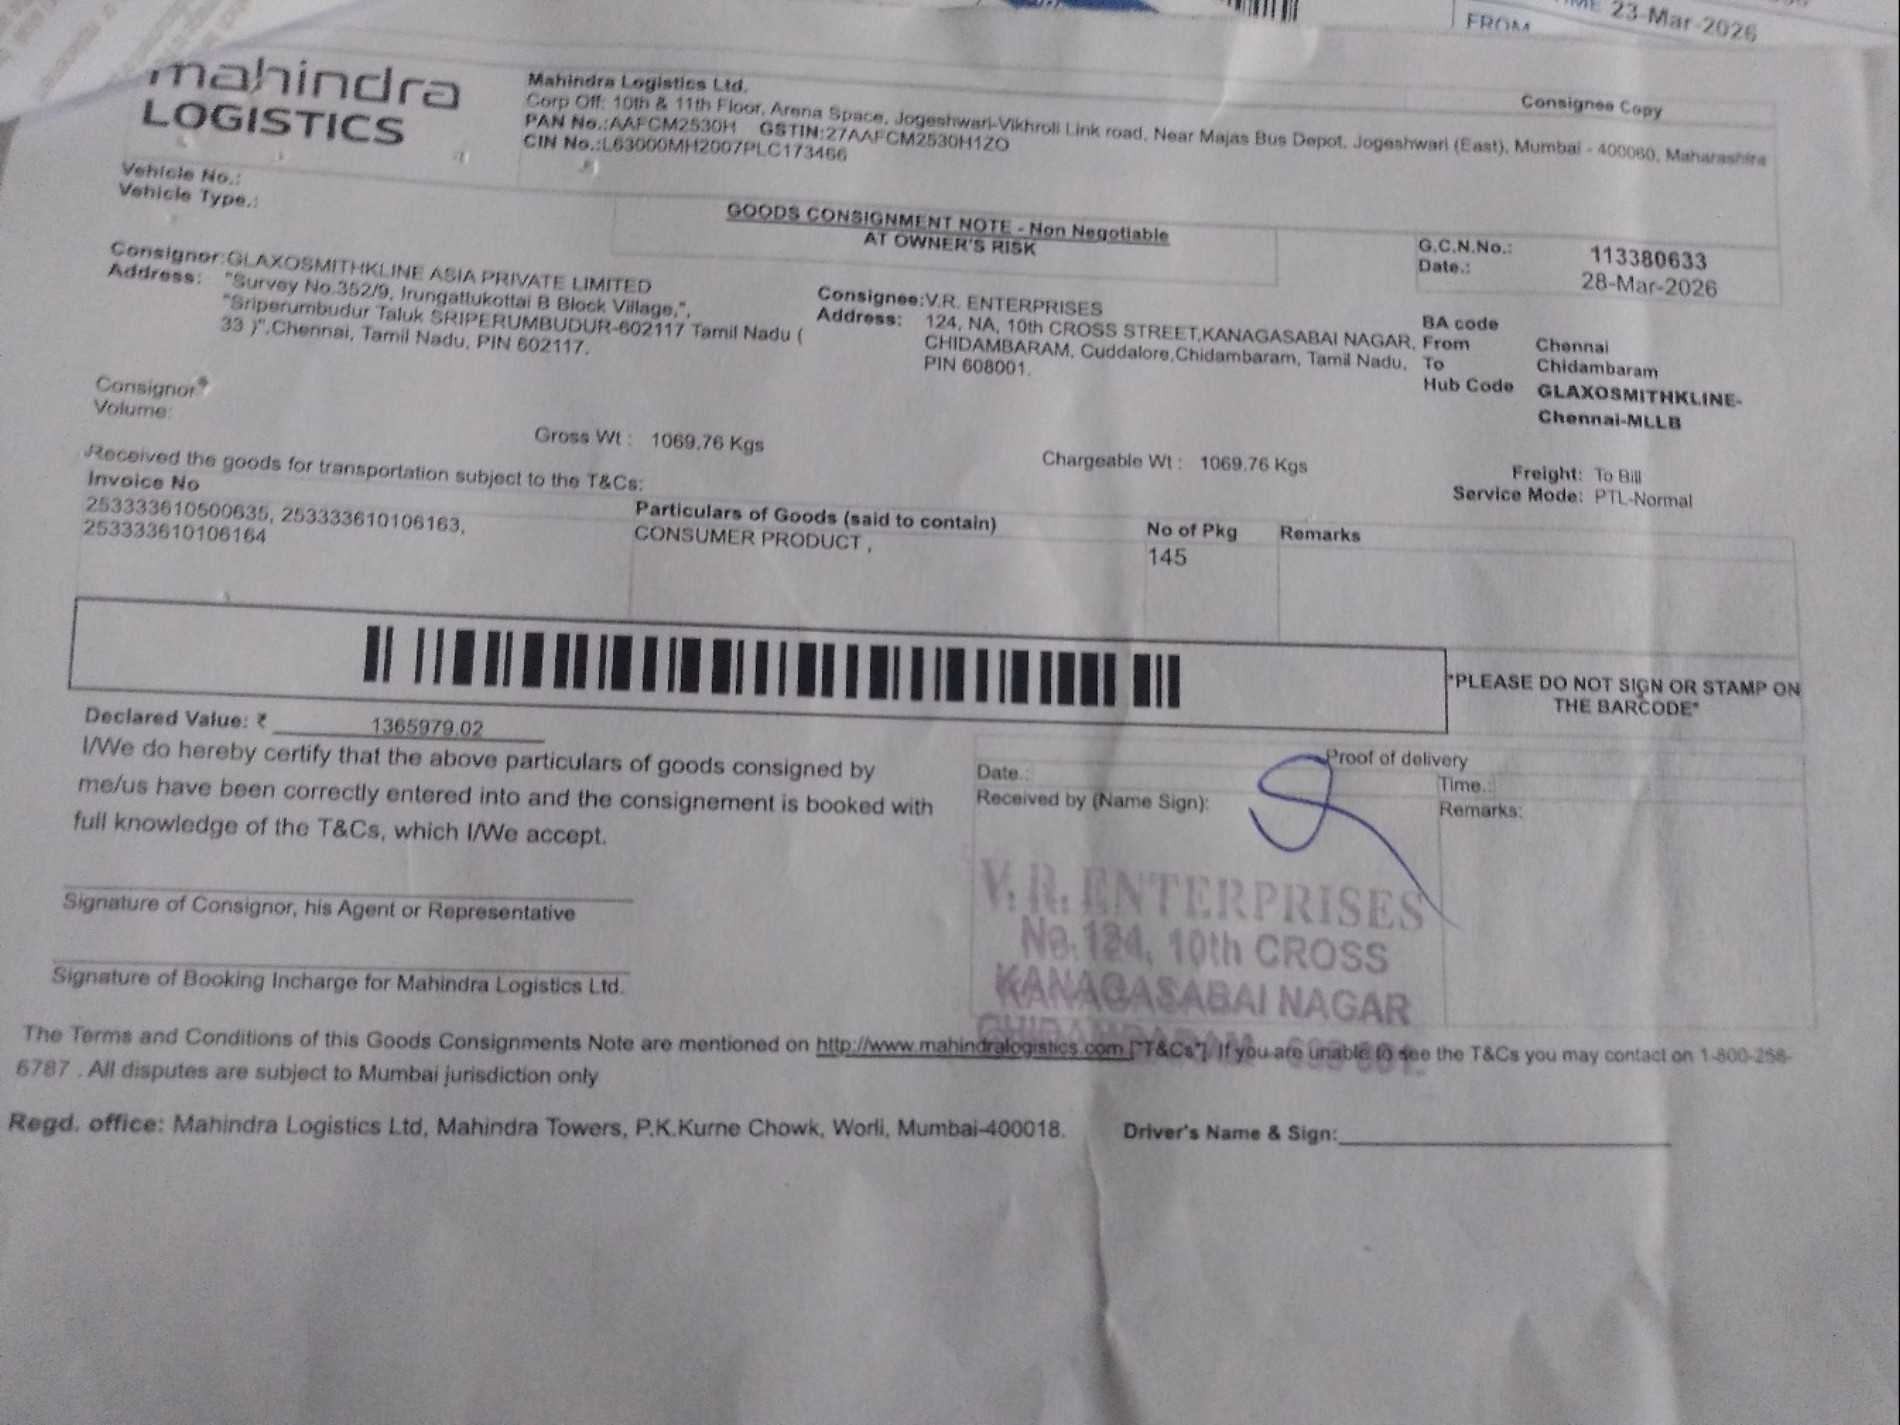 23-Mar-2026
FROM
mahindra
LOGISTICS
Mahindra Logistics Ltd.
Consignee Copy
Corp Off: 10th & 11th Floor, Arena Space, Jogeshwari-Vikhroli Link road, Near Majas Bus Depot, Jogeshwari (East), Mumbai - 400060, Maharashtra
PAN No.:AAFCM2530H GSTIN:27AAFCM2530H1ZO
CIN No.:L63000MH2007PLC173466
Vehicle No.:
Vehicle Type.:
GOODS CONSIGNMENT NOTE - Non Negotiable
AT OWNER'S RISK
G.C.N.No.: 113380633
Date.: 28-Mar-2026
Consignor:GLAXOSMITHKLINE ASIA PRIVATE LIMITED
Address: "Survey No.352/9, Irungattukottai B Block Village,",
"Sriperumbudur Taluk SRIPERUMBUDUR-602117 Tamil Nadu (
33 )",Chennai, Tamil Nadu, PIN 602117.
Consignee:V.R. ENTERPRISES
Address: 124, NA, 10th CROSS STREET,KANAGASABAI NAGAR,
CHIDAMBARAM, Cuddalore,Chidambaram, Tamil Nadu,
PIN 608001.
BA code
From Chennai
To Chidambaram
Hub Code GLAXOSMITHKLINE-
Chennai-MLLB
Consignor
Volume:
Gross Wt : 1069.76 Kgs
Chargeable Wt : 1069.76 Kgs
Freight: To Bill
Service Mode: PTL-Normal
Received the goods for transportation subject to the T&Cs:
Invoice No
253333610500635, 253333610106163,
253333610106164
Particulars of Goods (said to contain)
CONSUMER PRODUCT ,
No of Pkg
145
Remarks
*PLEASE DO NOT SIGN OR STAMP ON
THE BARCODE*
Declared Value: ₹ 1365979.02
I/We do hereby certify that the above particulars of goods consigned by
me/us have been correctly entered into and the consignement is booked with
full knowledge of the T&Cs, which I/We accept.
Proof of delivery
Date.:
Time.:
Received by (Name Sign):
Remarks:
V.R. ENTERPRISES
No.124, 10th CROSS
KANAGASABAI NAGAR
Signature of Consignor, his Agent or Representative
Signature of Booking Incharge for Mahindra Logistics Ltd.
The Terms and Conditions of this Goods Consignments Note are mentioned on http://www.mahindralogistics.com ["T&Cs"]. If you are unable to see the T&Cs you may contact on 1-800-258-
6787 . All disputes are subject to Mumbai jurisdiction only
Regd. office: Mahindra Logistics Ltd, Mahindra Towers, P.K.Kurne Chowk, Worli, Mumbai-400018.
Driver's Name & Sign: